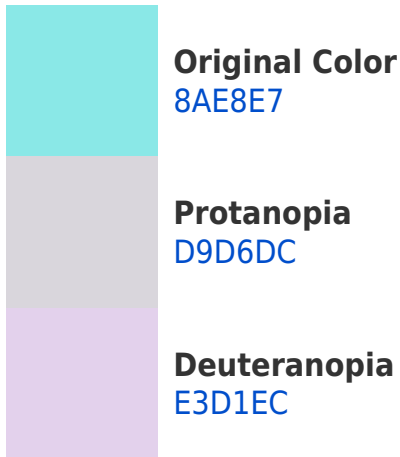 Original Color
8AE8E7
Protanopia
D9D6DC
Deuteranopia
E3D1EC